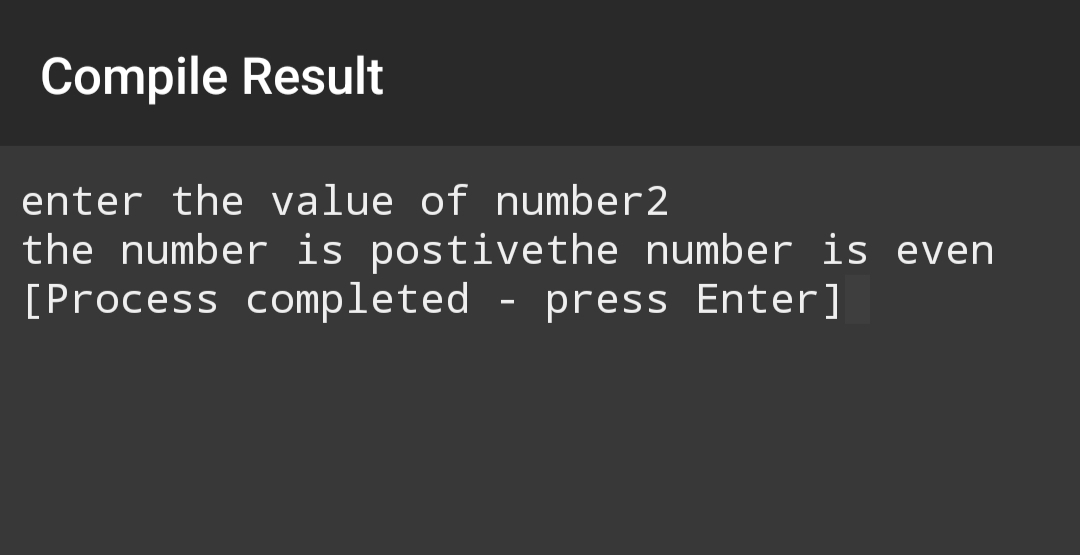 Compile Result
enter the value of number2
the number is postivethe number is even
[Process completed - press Enter]